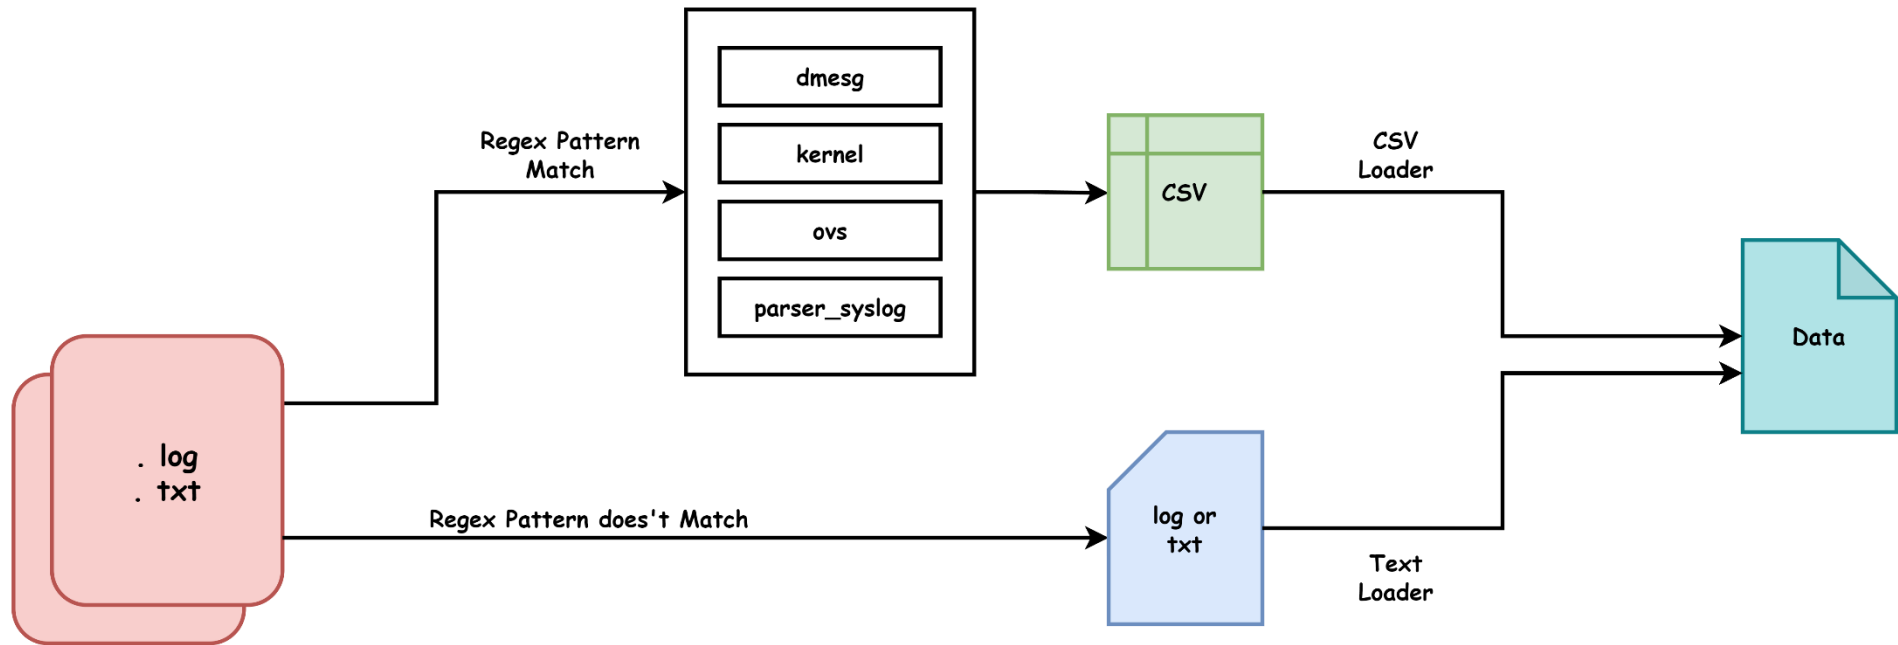 dmesg
kernel
ovs
parser_syslog
Regex Pattern
Match
CSV
CSV
Loader
Data
. log
. txt
Regex Pattern does't Match
log or
txt
Text
Loader